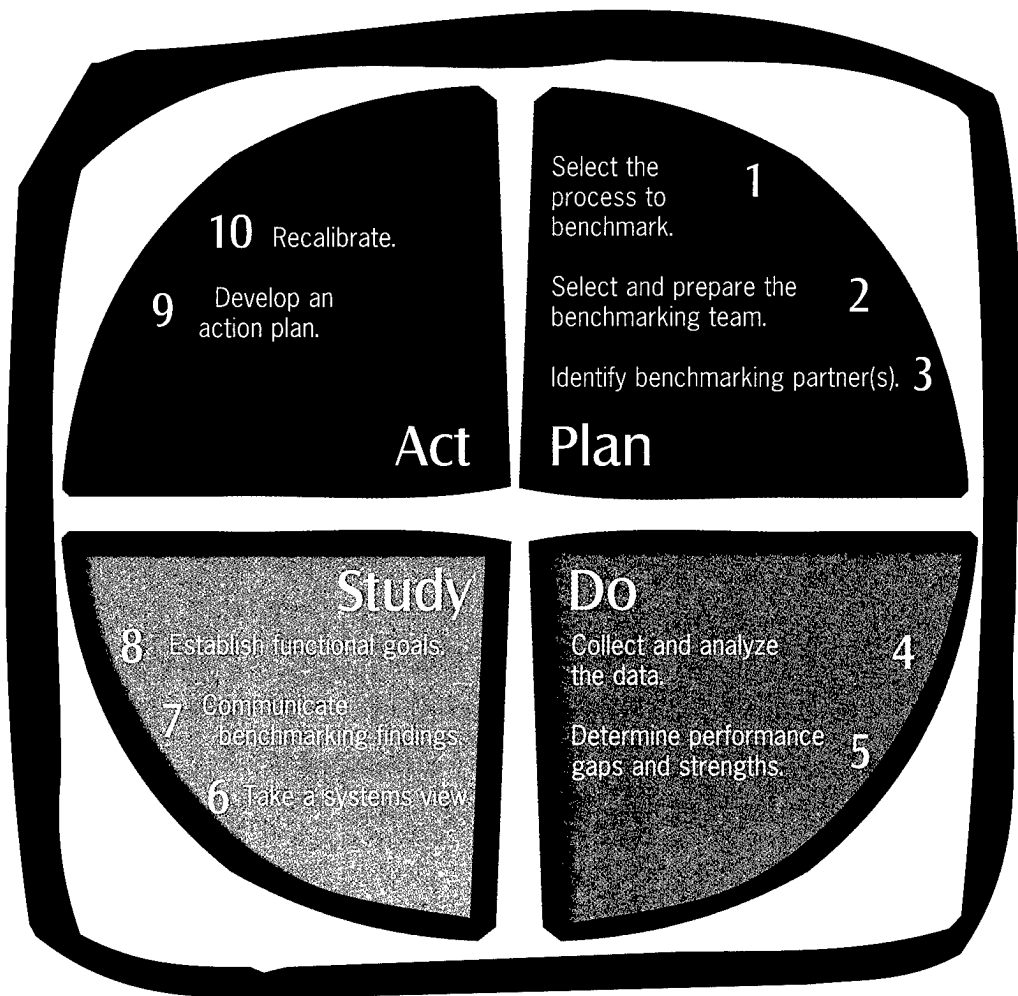 1
Select the
process to
benchmark.
2
Select and prepare the
benchmarking team.
3
Identify benchmarking partner(s).
Plan
Do
4
Collect and analyze
the data.
5
Determine performance
gaps and strengths.
Study
8 Establish functional goals.
7 Communicate
benchmarking findings.
6 Take a systems view
10 Recalibrate.
9 Develop an
action plan.
Act